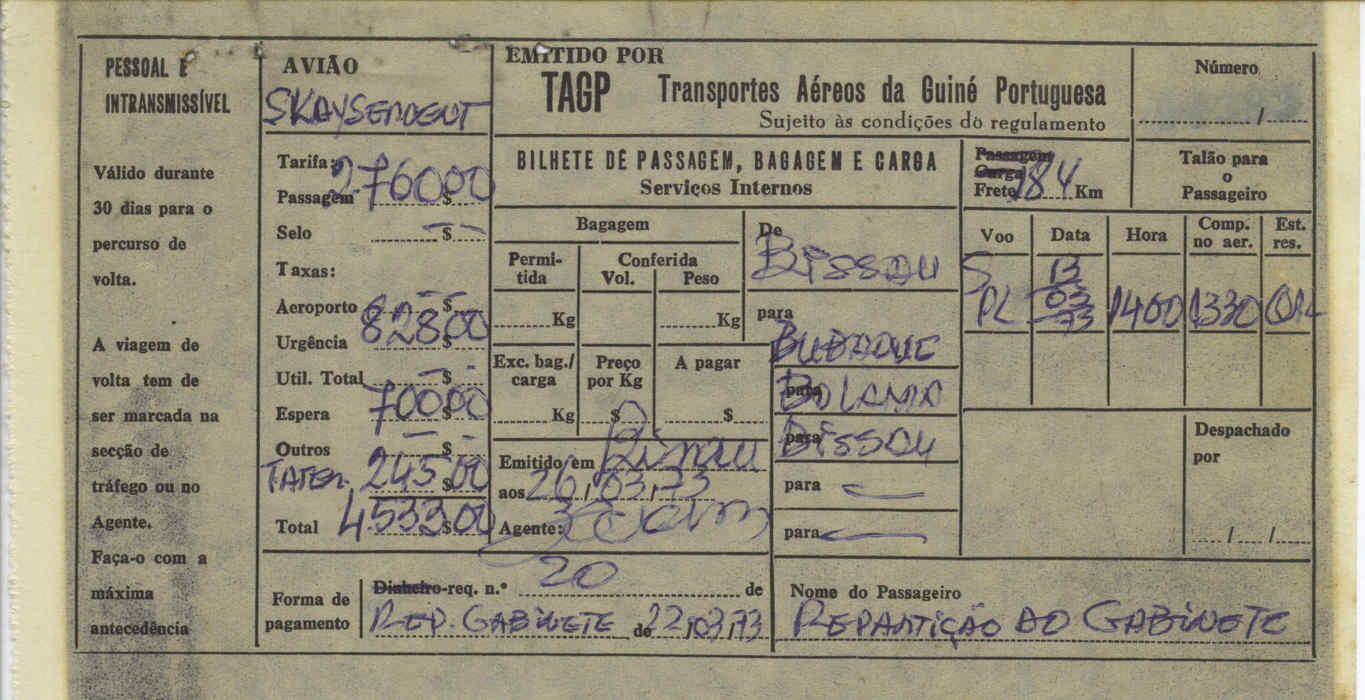 PESSOAL E
INTRANSMISSÍVEL
Válido durante
30 dias para o
percurso de
volta.
A viagem de
volta tem de
ser marcada na
secção de
tráfego ou no
Agente.
Faça-o com a
máxima
antecedência
AVIÃO
SKAYSERVENT
Tarifa:
Passagem 2760$00
Selo — $ —
Taxas:
Aeroporto — $ —
Urgência 828$00
Util. Total — $ —
Espera 700$00
Outros — $ —
TATER. 245$00
Total 4533$00
EMITIDO POR
TAGP Transportes Aéreos da Guiné Portuguesa
Sujeito às condições do regulamento
Número
/
BILHETE DE PASSAGEM, BAGAGEM E CARGA
Serviços Internos
Passagem
Carga
Frete 184 Km
Talão para
o
Passageiro
Bagagem
Permi-
tida
Conferida
Vol. Peso
Kg Kg
Exc. bag./
carga
Preço
por Kg
A pagar
Kg $ $
Emitido em Bissau
aos 26,03,73
Agente:
De
BISSAU
para
BUBAQUE
para
BOLAMA
para
BISSAU
para —
para —
Voo Data Hora Comp. no aer. Est. res.
S 13
PL 03 1400 1330 OK
73
Despachado
por
/ /
Forma de
pagamento
Dinheiro-req. n.º 20 de
REP. GABINETE de 22,03,73
Nome do Passageiro
REPARTIÇÃO DO GABINETE